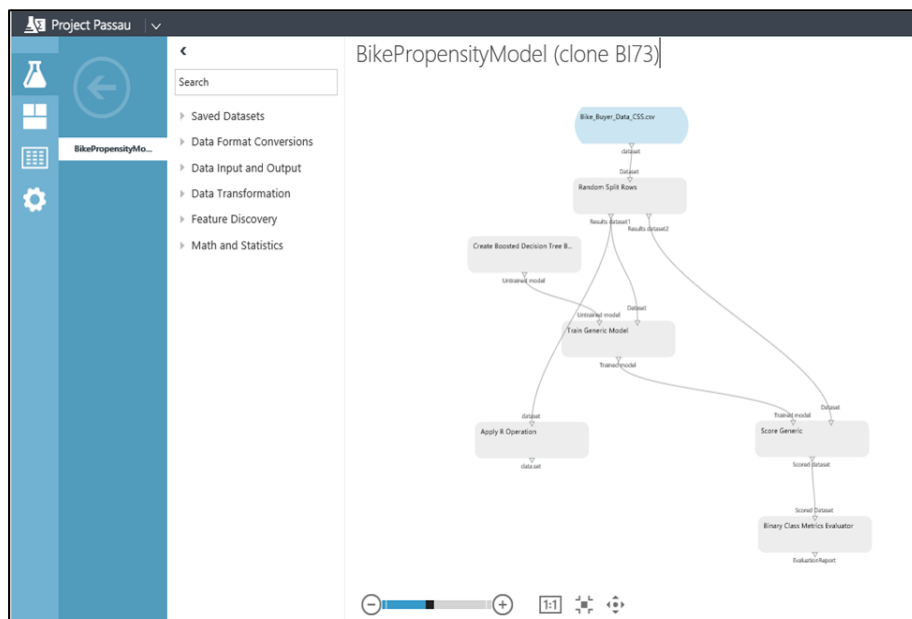 Project Passau
BikePropensityMo...
Search
Saved Datasets
Data Format Conversions
Data Input and Output
Data Transformation
Feature Discovery
Math and Statistics
BikePropensityModel (clone BI73)
Bike_Buyer_Data_CSS.csv
dataset
Dataset
Random Split Rows
Results dataset1
Results dataset2
Create Boosted Decision Tree B...
Untrained model
Untrained model
Dataset
Train Generic Model
Trained model
dataset
Apply R Operation
dataset
Trained model
Dataset
Score Generic
Scored dataset
Scored Dataset
Binary Class Metrics Evaluator
EvaluationReport
1:1